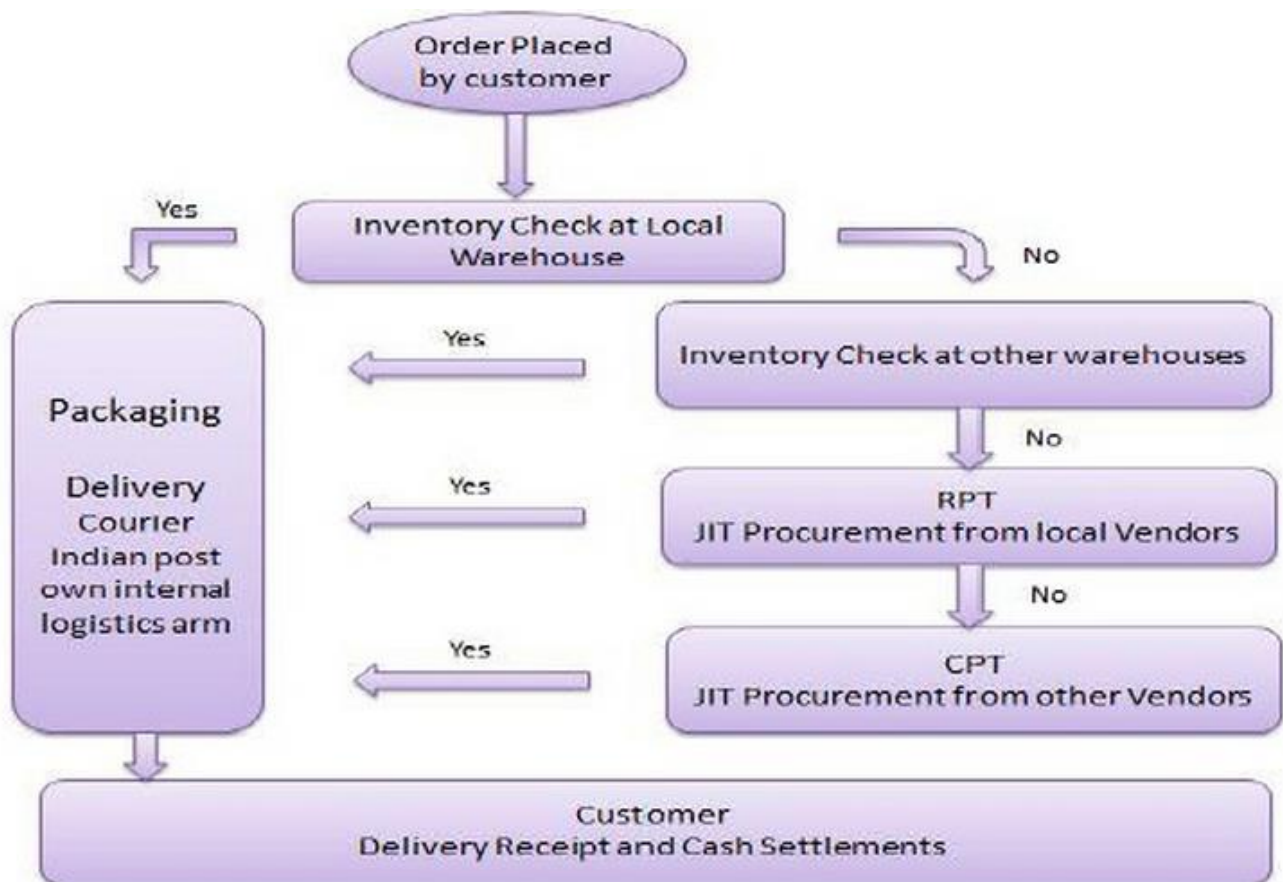 Order Placed
by customer
Yes
Inventory Check at Local
Warehouse
No
Yes
Inventory Check at other warehouses
Packaging
Delivery
Courier
Indian post
own internal
logistics arm
No
Yes
RPT
JIT Procurement from local Vendors
No
Yes
CPT
JIT Procurement from other Vendors
Customer
Delivery Receipt and Cash Settlements